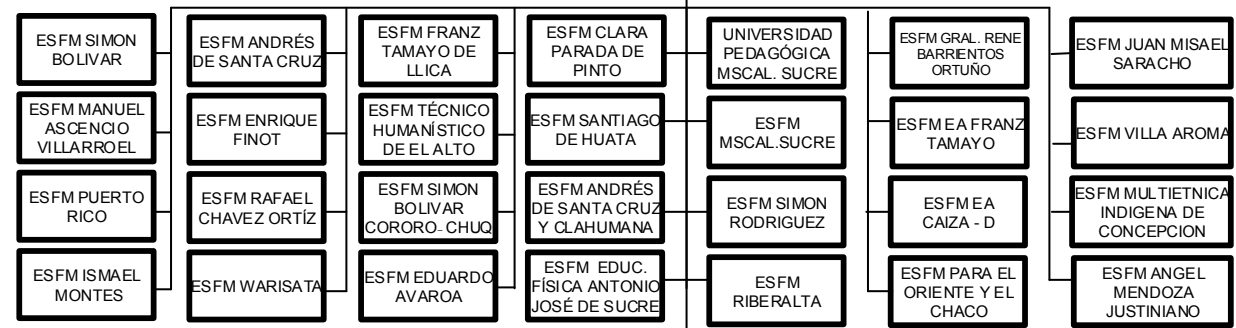 ESFM SIMON
BOLIVAR
ESFM MANUEL
ASCENCIO
VILLARROEL
ESFM PUERTO
RICO
ESFM ISMAEL
MONTES
ESFM ANDRÉS
DE SANTA CRUZ
ESFM ENRIQUE
FINOT
ESFM RAFAEL
CHAVEZ ORTÍZ
ESFM WARISATA
ESFM FRANZ
TAMAYO DE
LLICA
ESFM TÉCNICO
HUMANÍSTICO
DE EL ALTO
ESFM SIMON
BOLIVAR
CORORO- CHUQ
ESFM EDUARDO
AVAROA
ESFM CLARA
PARADA DE
PINTO
ESFM SANTIAGO
DE HUATA
ESFM ANDRÉS
DE SANTA CRUZ
Y CLAHUMANA
ESFM EDUC.
FÍSICA ANTONIO
JOSÉ DE SUCRE
UNIVERSIDAD
PEDAGÓGICA
MSCAL. SUCRE
ESFM
MSCAL.SUCRE
ESFM SIMON
RODRIGUEZ
ESFM
RIBERALTA
ESFM GRAL. RENE
BARRIENTOS
ORTUÑO
ESFM EA FRANZ
TAMAYO
ESFM EA
CAIZA - D
ESFM PARA EL
ORIENTE Y EL
CHACO
ESFM JUAN MISAEL
SARACHO
ESFM VILLA AROMA
ESFM MULTIETNICA
INDIGENA DE
CONCEPCION
ESFM ANGEL
MENDOZA
JUSTINIANO